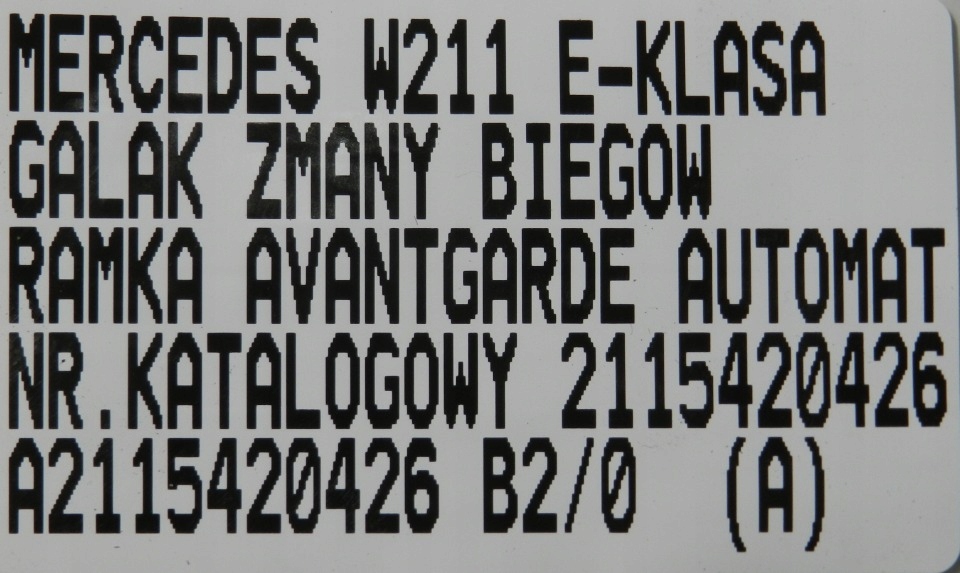 MERCEDES W211 E-KLASA
GALAK ZMANY BIEGOW
RAMKA AVANTGARDE AUTOMAT
NR.KATALOGOWY 2115420426
A2115420426 B2/0 (A)